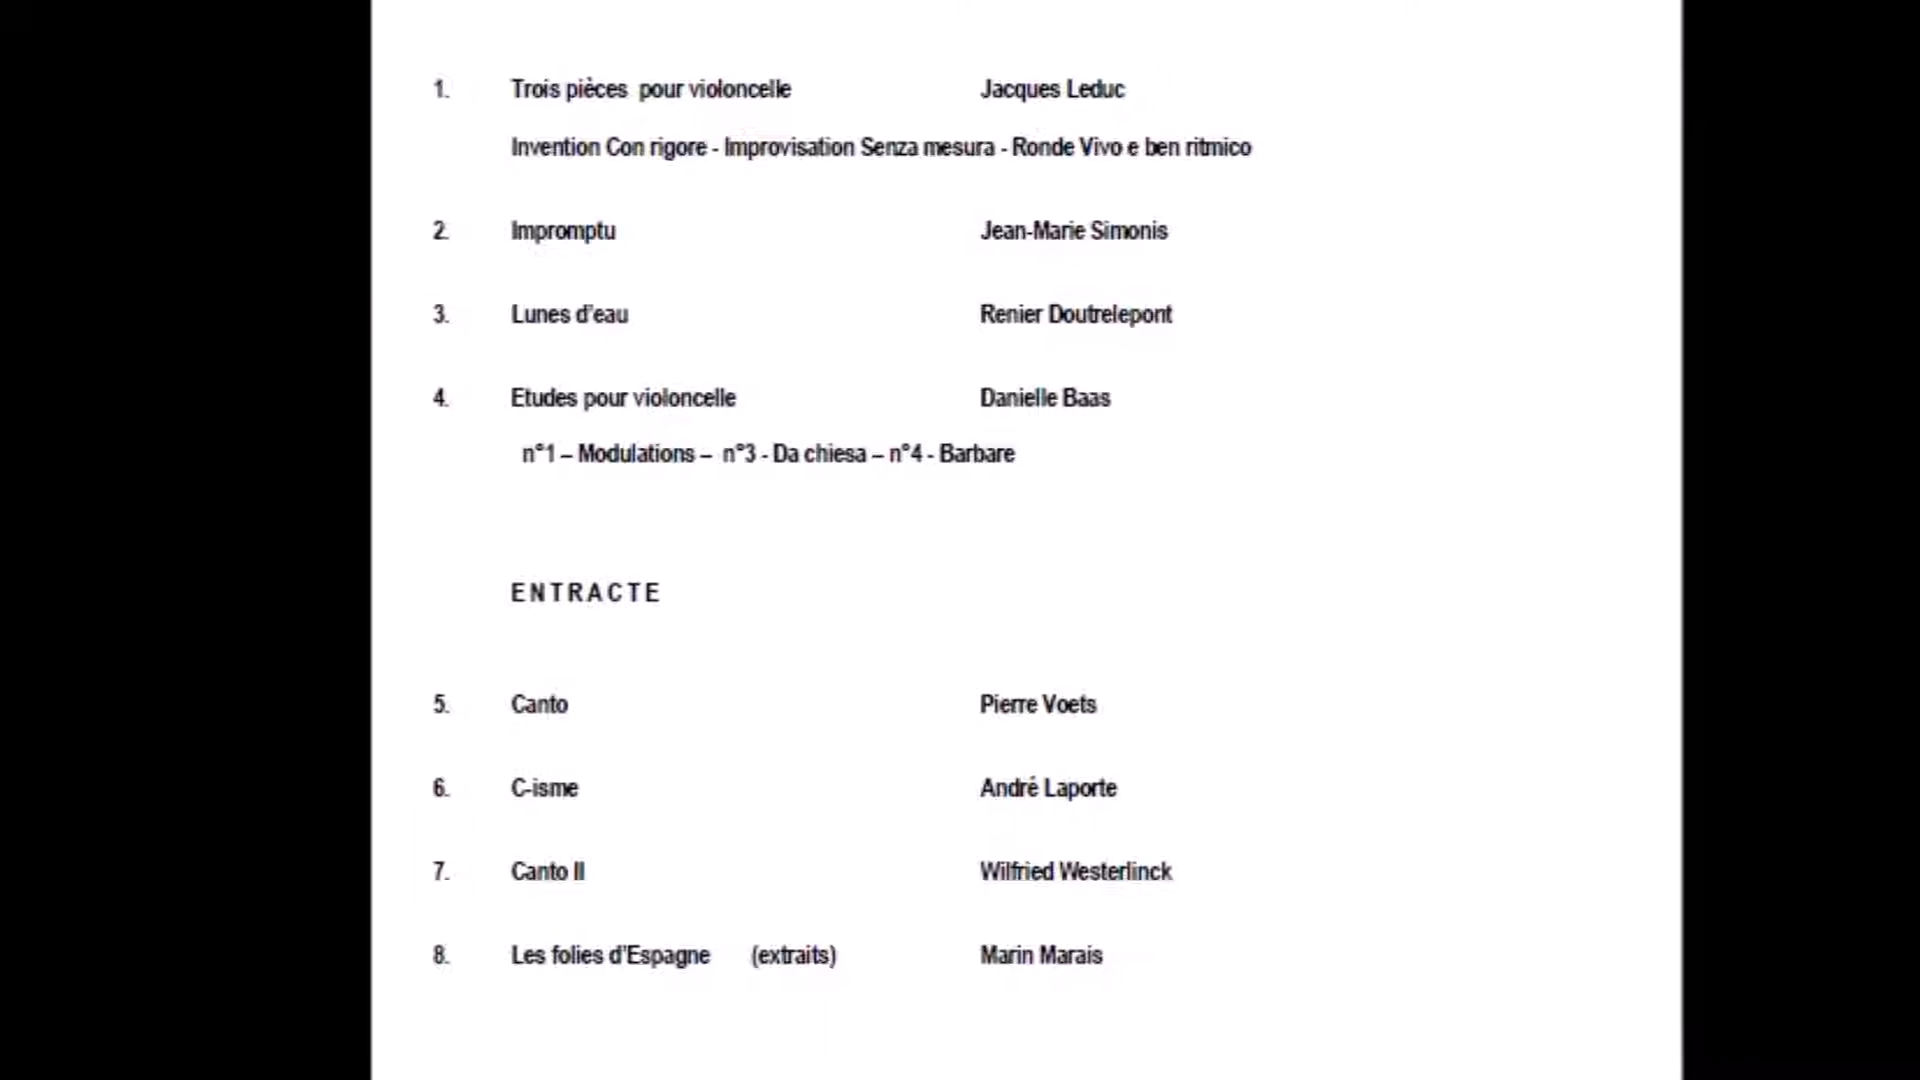 1. Trois pièces pour violoncelle Jacques Leduc
Invention Con rigore - Improvisation Senza mesura - Ronde Vivo e ben ritmico
2. Impromptu Jean-Marie Simonis
3. Lunes d'eau Renier Doutrelepont
4. Etudes pour violoncelle Danielle Baas
n°1 – Modulations – n°3 - Da chiesa – n°4 - Barbare
ENTRACTE
5. Canto Pierre Voets
6. C-isme André Laporte
7. Canto II Wilfried Westerlinck
8. Les folies d'Espagne (extraits) Marin Marais